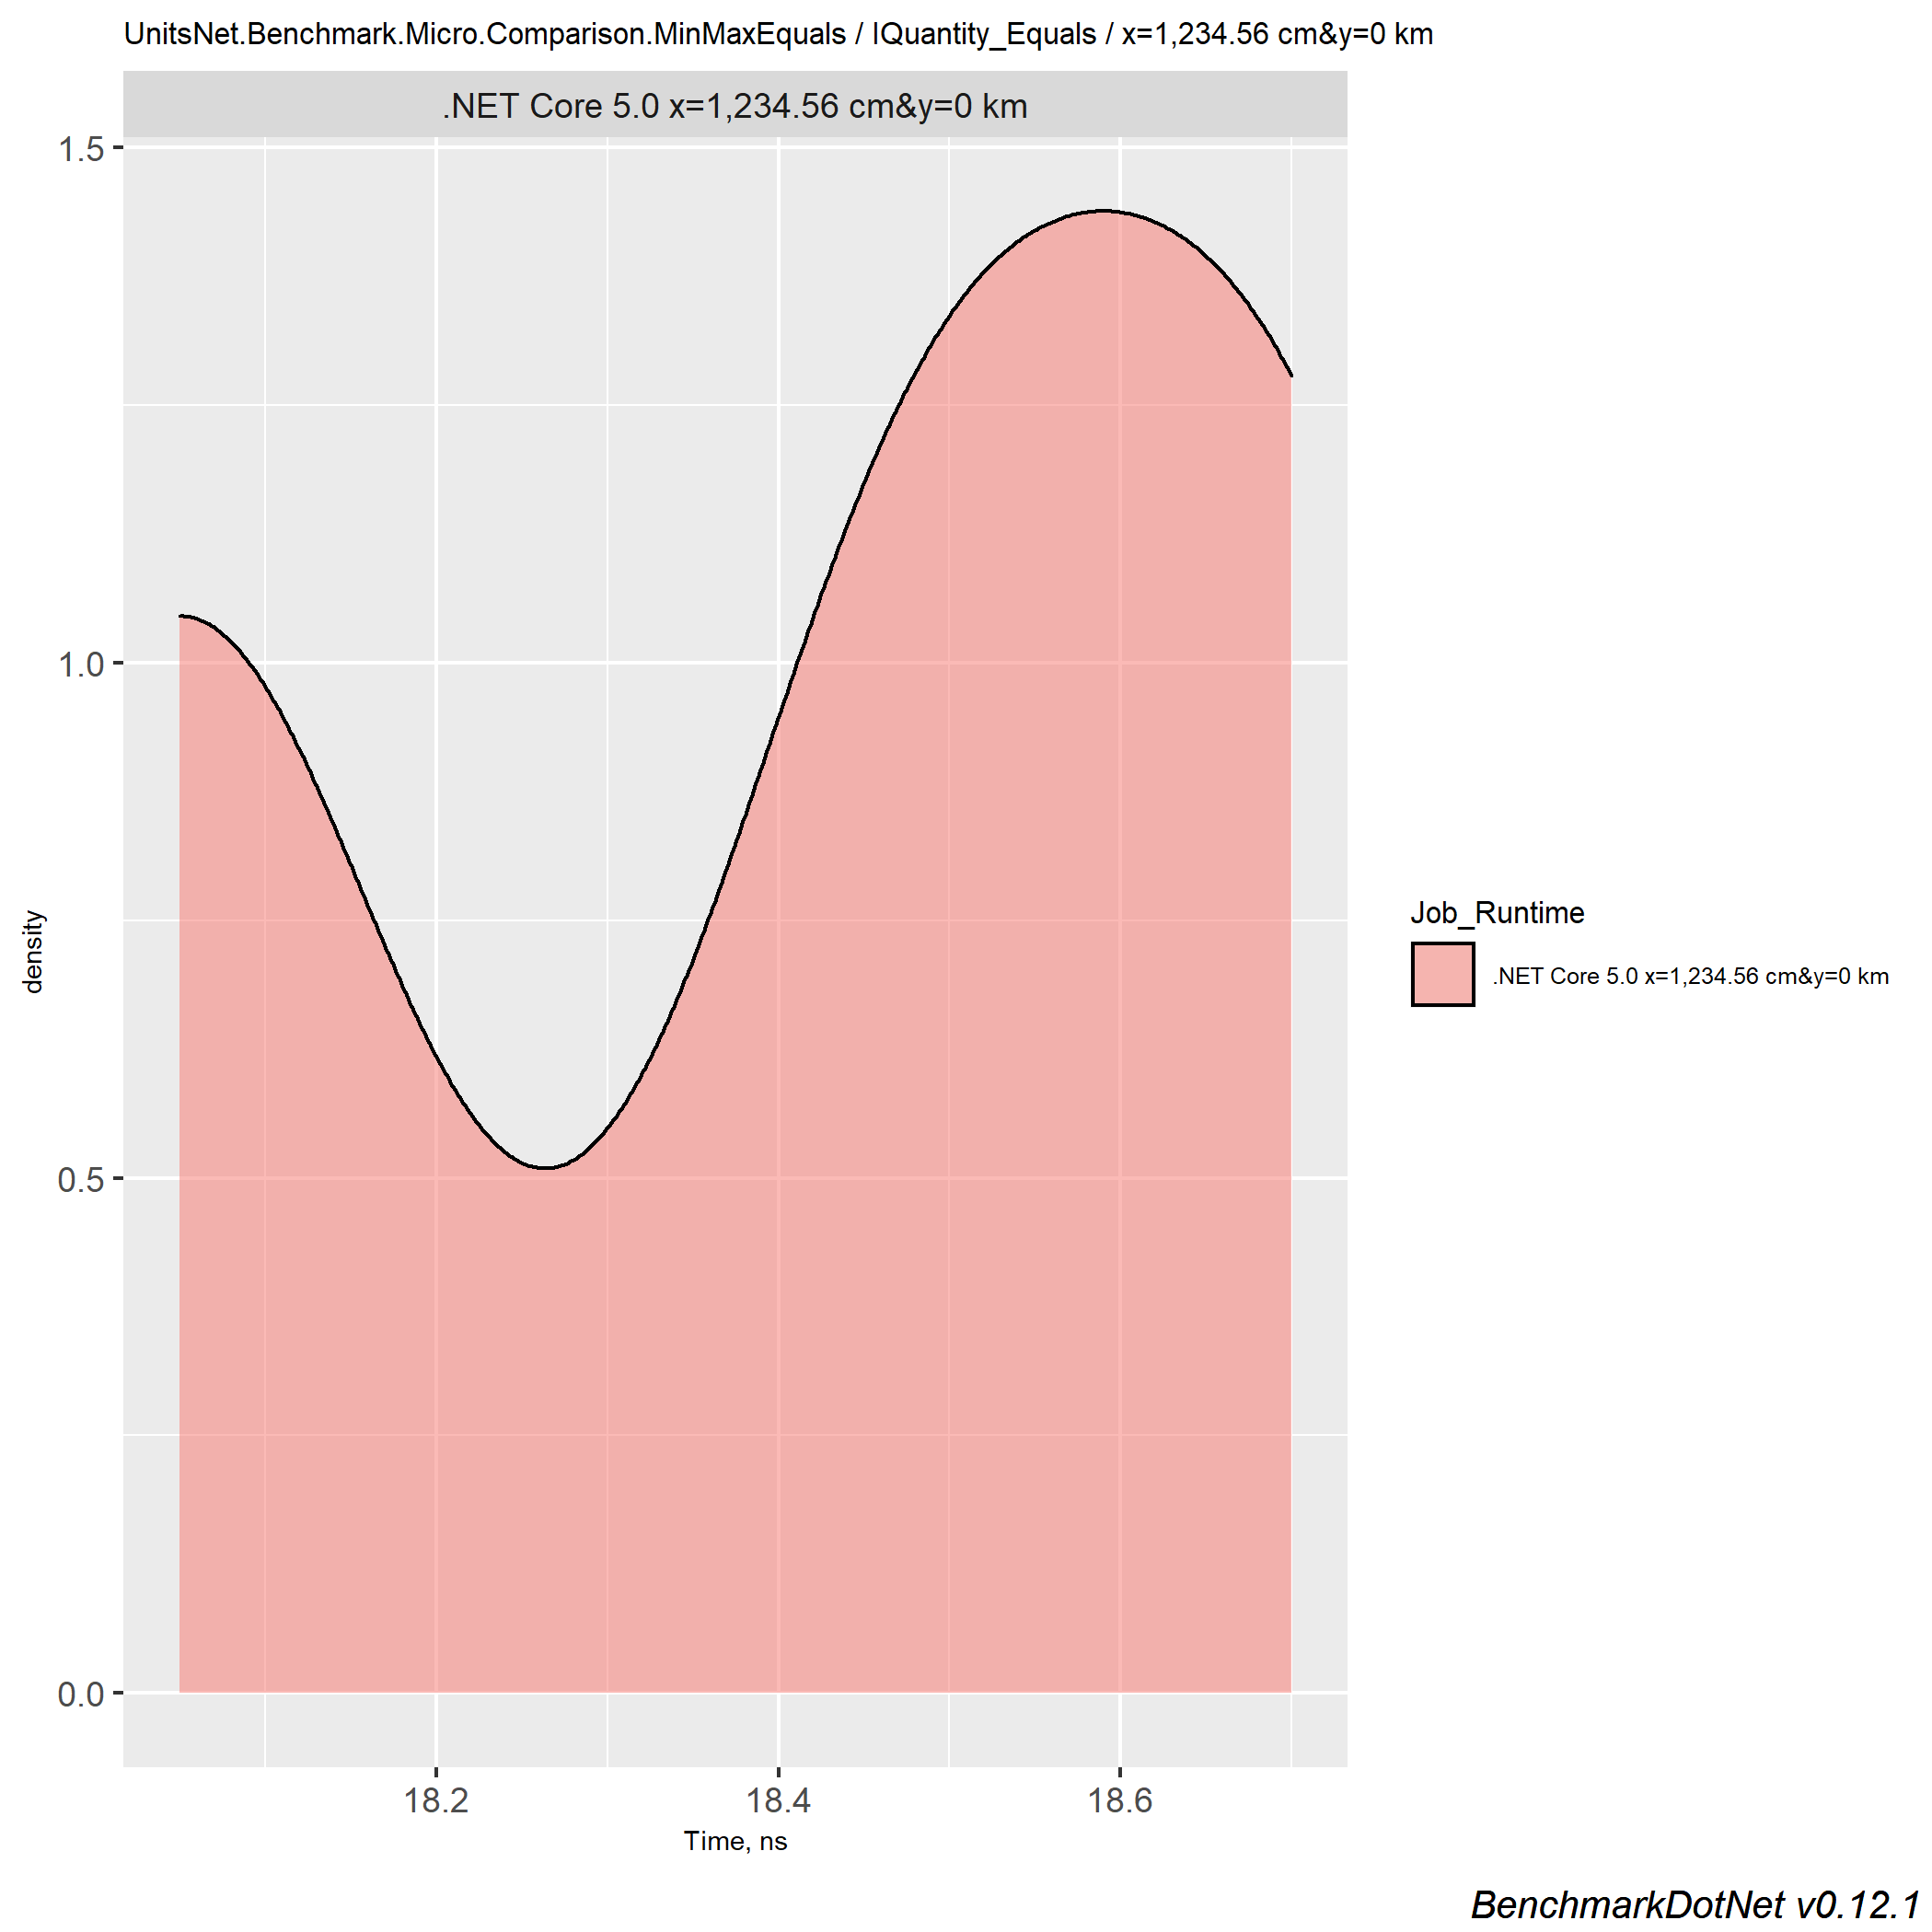 UnitsNet.Benchmark.Micro.Comparison.MinMaxEquals / IQuantity_Equals / x=1,234.56 cm&y=0 km
.NET Core 5.0 x=1,234.56 cm&y=0 km
1.5
1.0
0.5
0.0
density
18.2 18.4 18.6
Time, ns
Job_Runtime
.NET Core 5.0 x=1,234.56 cm&y=0 km
BenchmarkDotNet v0.12.1